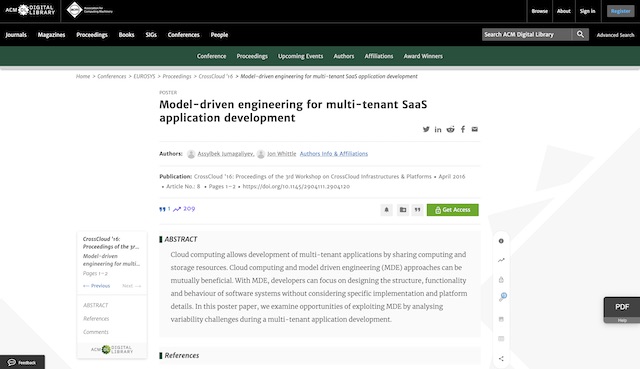 ACM DIGITAL LIBRARY
acm
Association for Computing Machinery
Browse About Sign in Register
Journals Magazines Proceedings Books SIGs Conferences People
Search ACM Digital Library
Advanced Search
Conference Proceedings Upcoming Events Authors Affiliations Award Winners
Home > Conferences > EUROSYS > Proceedings > CrossCloud '16 > Model-driven engineering for multi-tenant SaaS application development
POSTER
Model-driven engineering for multi-tenant SaaS
application development
Authors: Assylbek Jumagaliyev, Jon Whittle Authors Info & Affiliations
Publication: CrossCloud '16: Proceedings of the 3rd Workshop on CrossCloud Infrastructures & Platforms • April 2016
• Article No.: 8 • Pages 1–2 • https://doi.org/10.1145/2904111.2904120
1 209
Get Access
CrossCloud '16:
Proceedings of the 3r...
Model-driven
engineering for multi...
Pages 1–2
← Previous Next →
ABSTRACT
References
Comments
ACM DIGITAL LIBRARY
ABSTRACT
Cloud computing allows development of multi-tenant applications by sharing computing and
storage resources. Cloud computing and model driven engineering (MDE) approaches can be
mutually beneficial. With MDE, developers can focus on designing the structure, functionality
and behaviour of software systems without considering specific implementation and platform
details. In this poster paper, we examine opportunities of exploiting MDE by analysing
variability challenges during a multi-tenant application development.
References
PDF
Help
Feedback